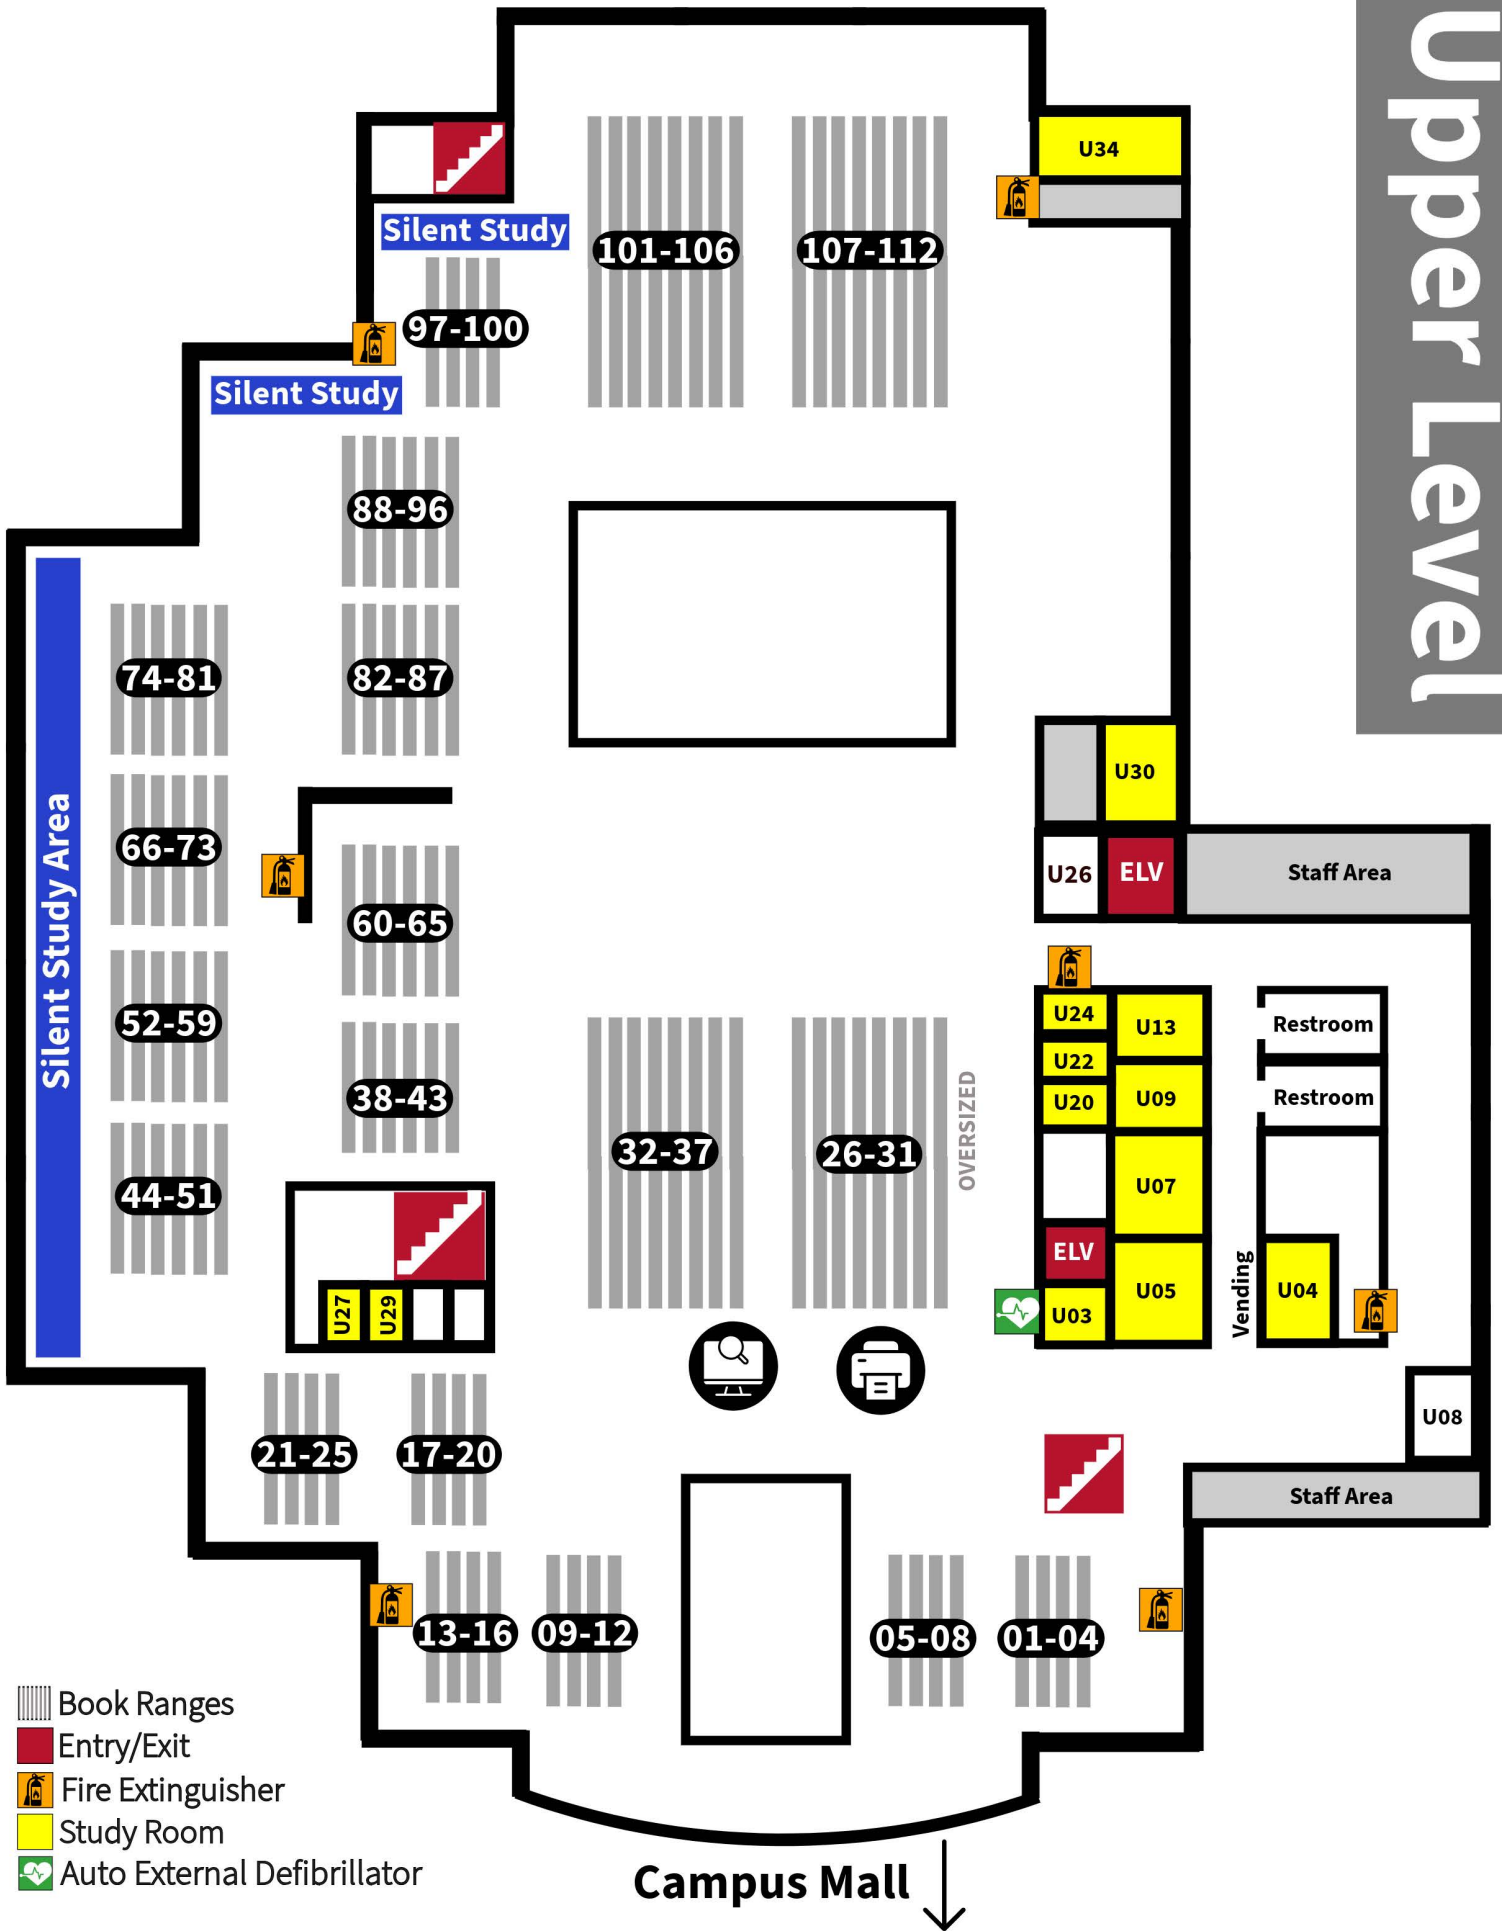 Upper Level
U34
Silent Study
101-106
107-112
97-100
Silent Study
88-96
74-81
82-87
U30
66-73
U26
ELV
Staff Area
60-65
Silent Study Area
52-59
U24
U13
Restroom
U22
U20
U09
Restroom
38-43
32-37
26-31
OVERSIZED
44-51
U07
ELV
U27
U29
U03
U05
Vending
U04
U08
21-25
17-20
Staff Area
13-16
09-12
05-08
01-04
Book Ranges
Entry/Exit
Fire Extinguisher
Study Room
Auto External Defibrillator
Campus Mall